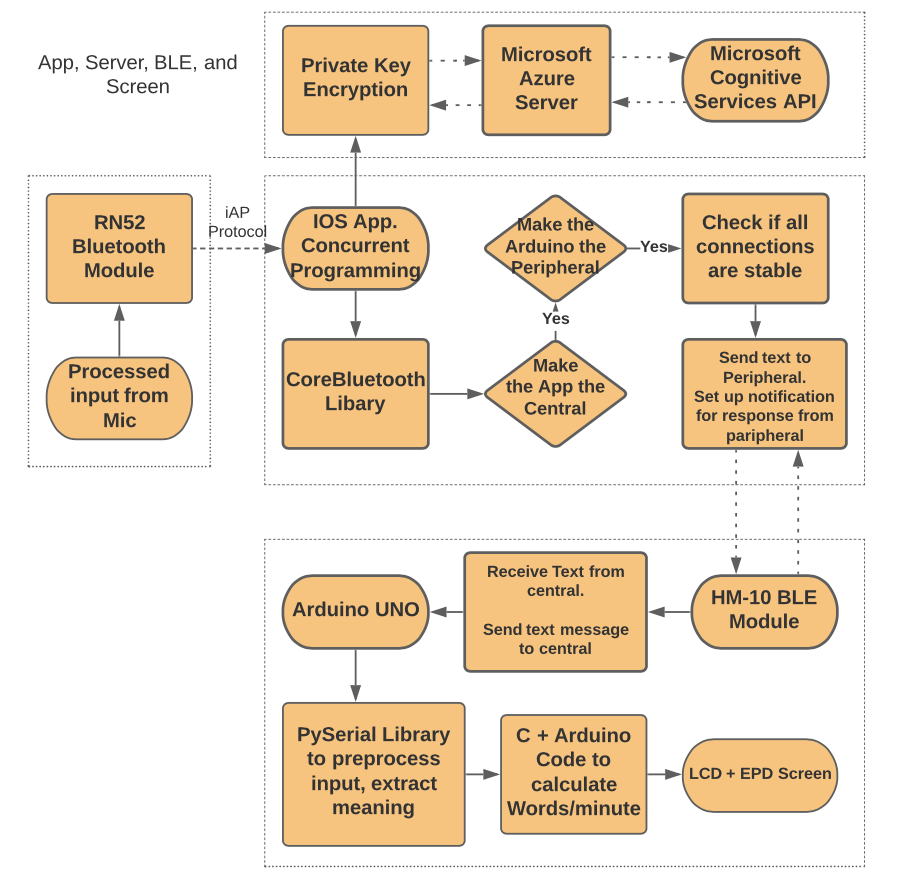 App, Server, BLE, and
Screen
Private Key
Encryption
Microsoft
Azure
Server
Microsoft
Cognitive
Services API
RN52
Bluetooth
Module
iAP
Protocol
Processed
input from
Mic
IOS App.
Concurrent
Programming
CoreBluetooth
Libary
Make the
Arduino the
Peripheral
Yes
Yes
Make
the App the
Central
Check if all
connections
are stable
Send text to
Peripheral.
Set up notification
for response from
paripheral
HM-10 BLE
Module
Receive Text from
central.
Send text message
to central
Arduino UNO
PySerial Library
to preprocess
input, extract
meaning
C + Arduino
Code to
calculate
Words/minute
LCD + EPD Screen